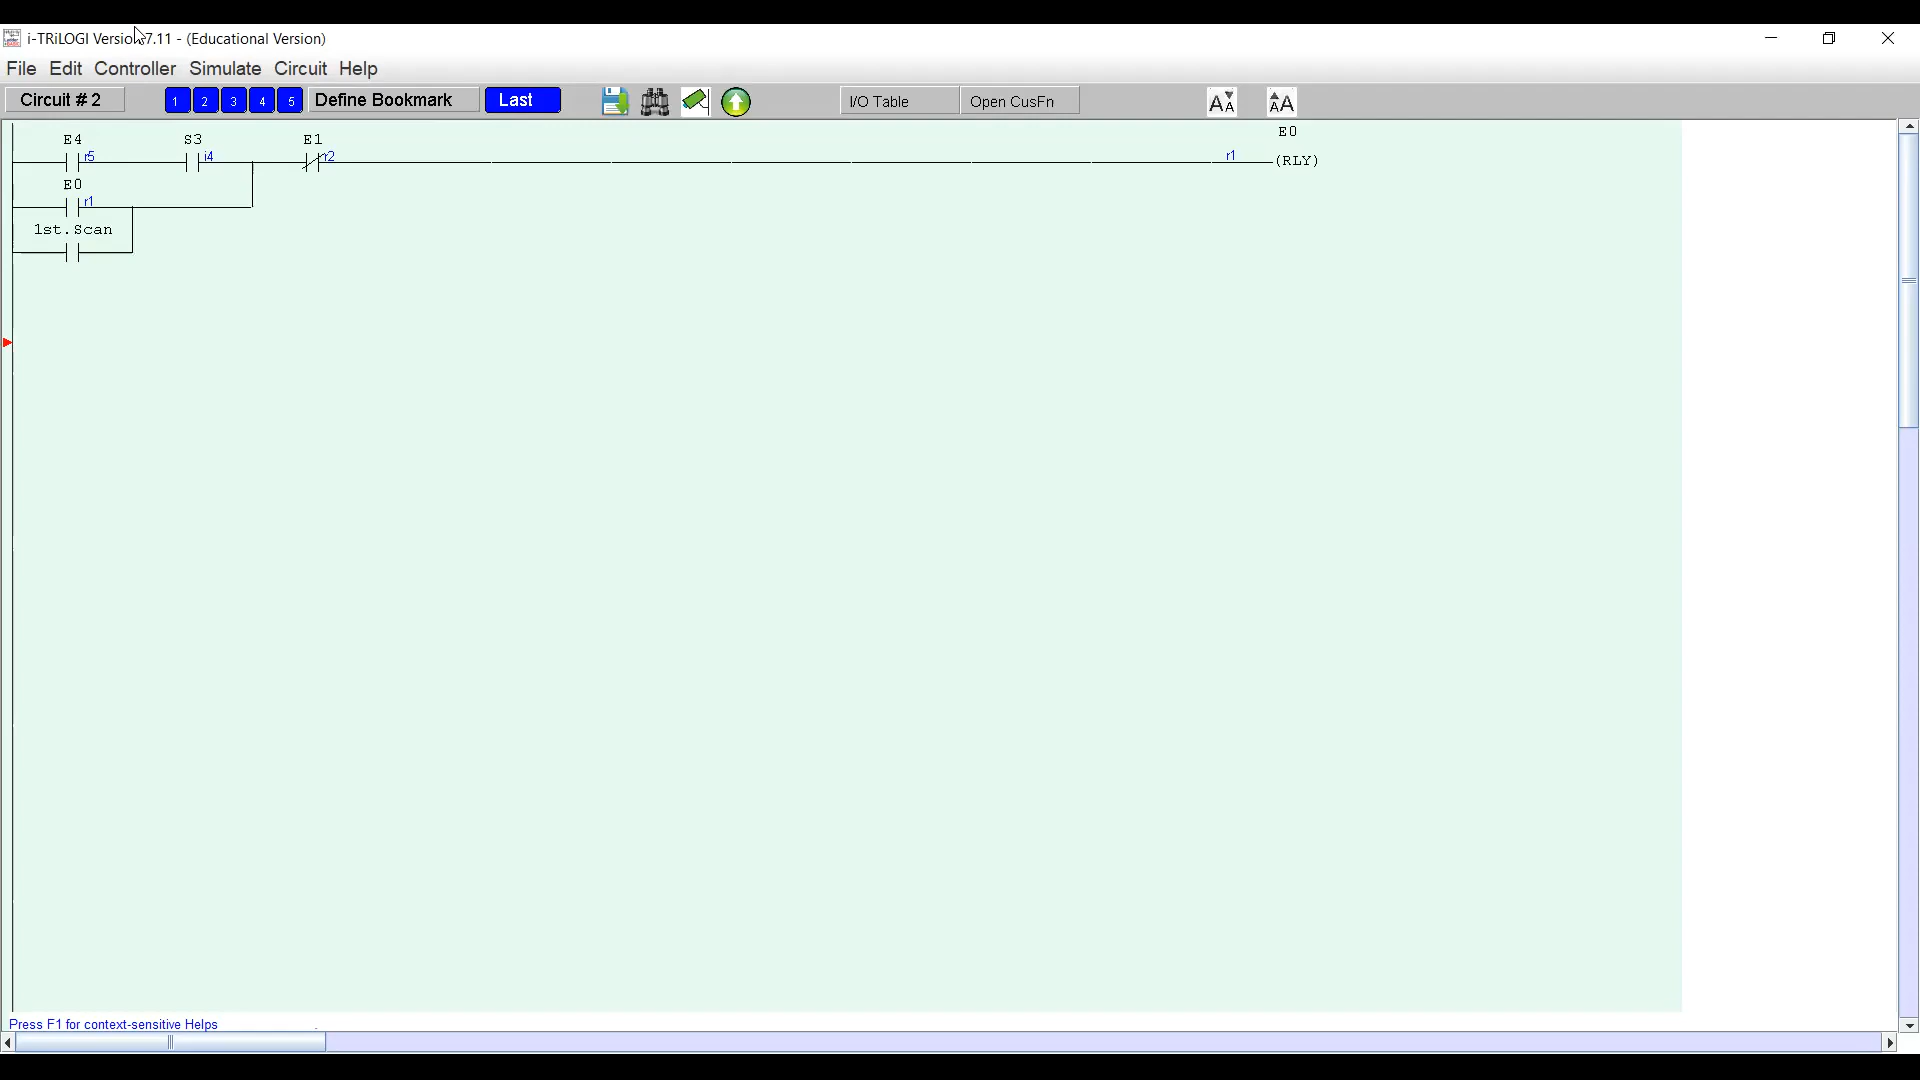 i-TRiLOGI Version 7.11 - (Educational Version)
File Edit Controller Simulate Circuit Help
Circuit # 2 1 2 3 4 5 Define Bookmark Last I/O Table Open CusFn AA AA
E4 S3 E1 E0
r5 i4 r2 r1 (RLY)
E0
r1
1st.Scan
Press F1 for context-sensitive Helps